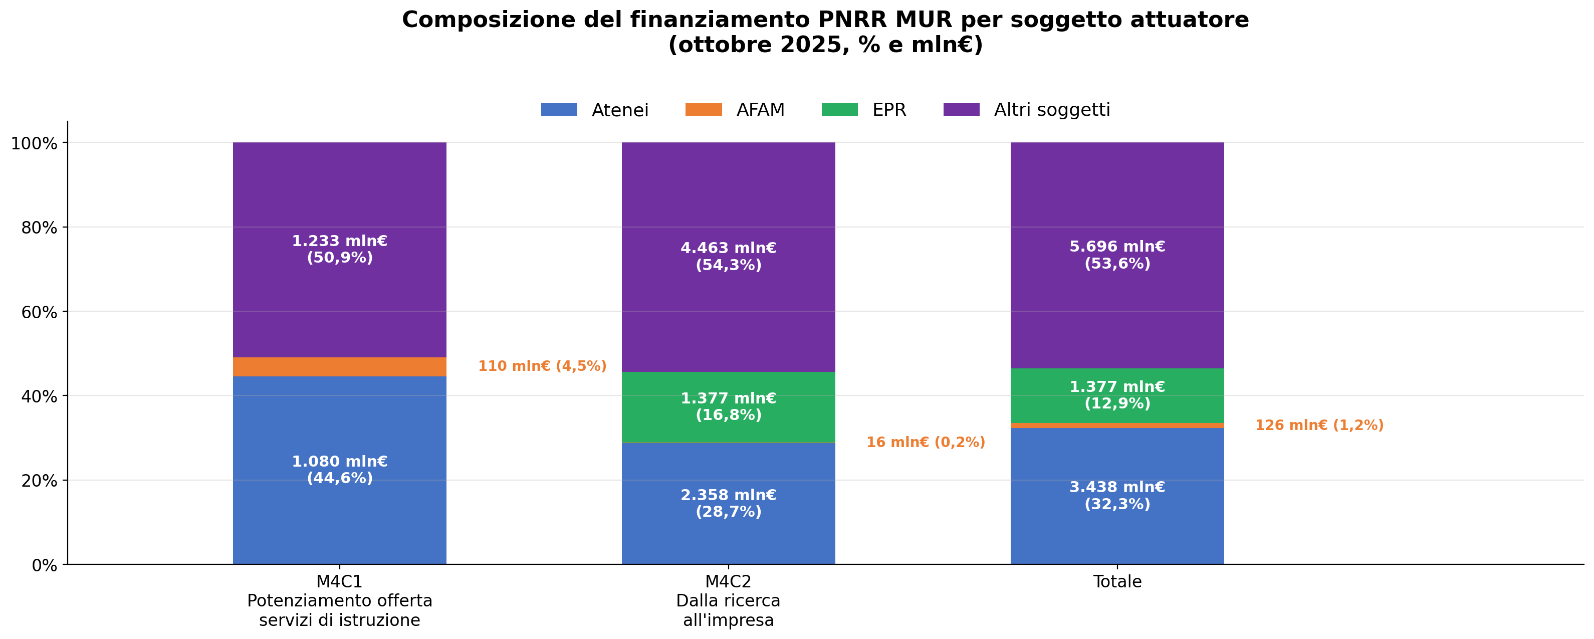 Composizione del finanziamento PNRR MUR per soggetto attuatore
(ottobre 2025, % e mln€)
Atenei
AFAM
EPR
Altri soggetti
100%
80%
60%
40%
20%
0%
1.233 mln€
(50,9%)
110 mln€ (4,5%)
1.080 mln€
(44,6%)
4.463 mln€
(54,3%)
1.377 mln€
(16,8%)
16 mln€ (0,2%)
2.358 mln€
(28,7%)
5.696 mln€
(53,6%)
1.377 mln€
(12,9%)
126 mln€ (1,2%)
3.438 mln€
(32,3%)
M4C1
Potenziamento offerta
servizi di istruzione
M4C2
Dalla ricerca
all'impresa
Totale